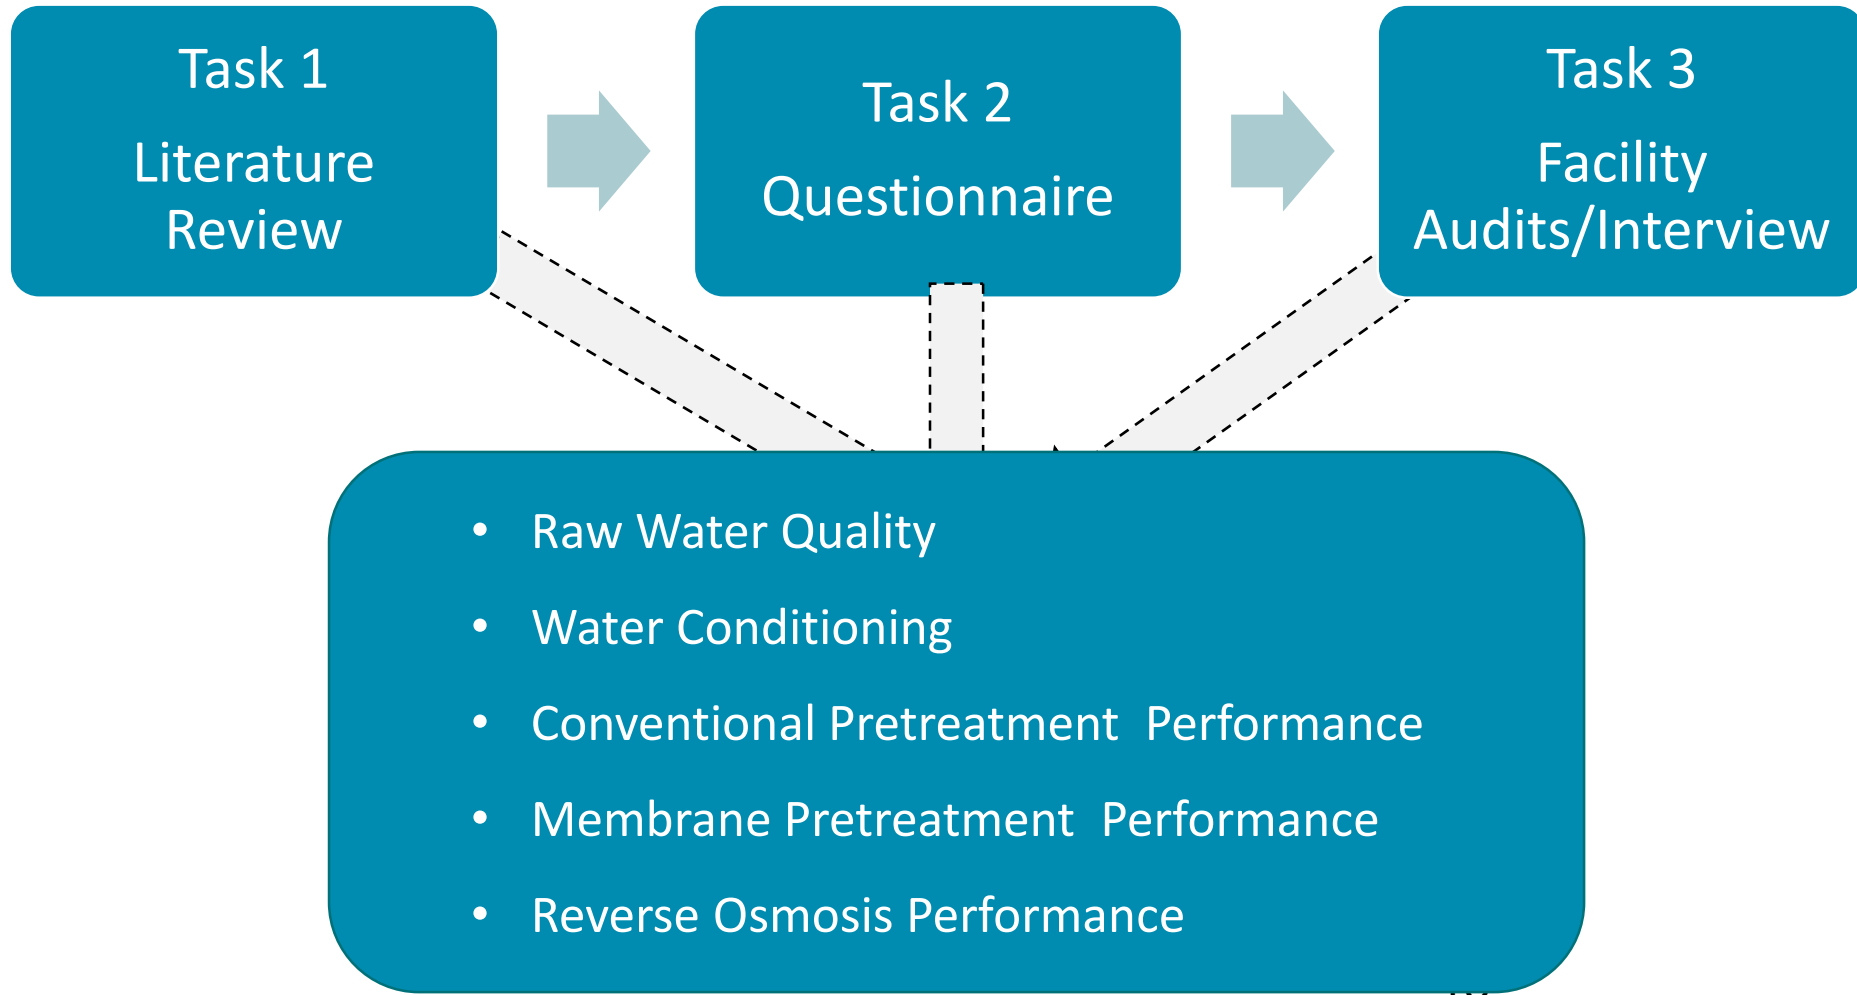 Task 1
Literature
Review
Task 2
Questionnaire
Task 3
Facility
Audits/Interview
• Raw Water Quality
• Water Conditioning
• Conventional Pretreatment  Performance
• Membrane Pretreatment  Performance
• Reverse Osmosis Performance